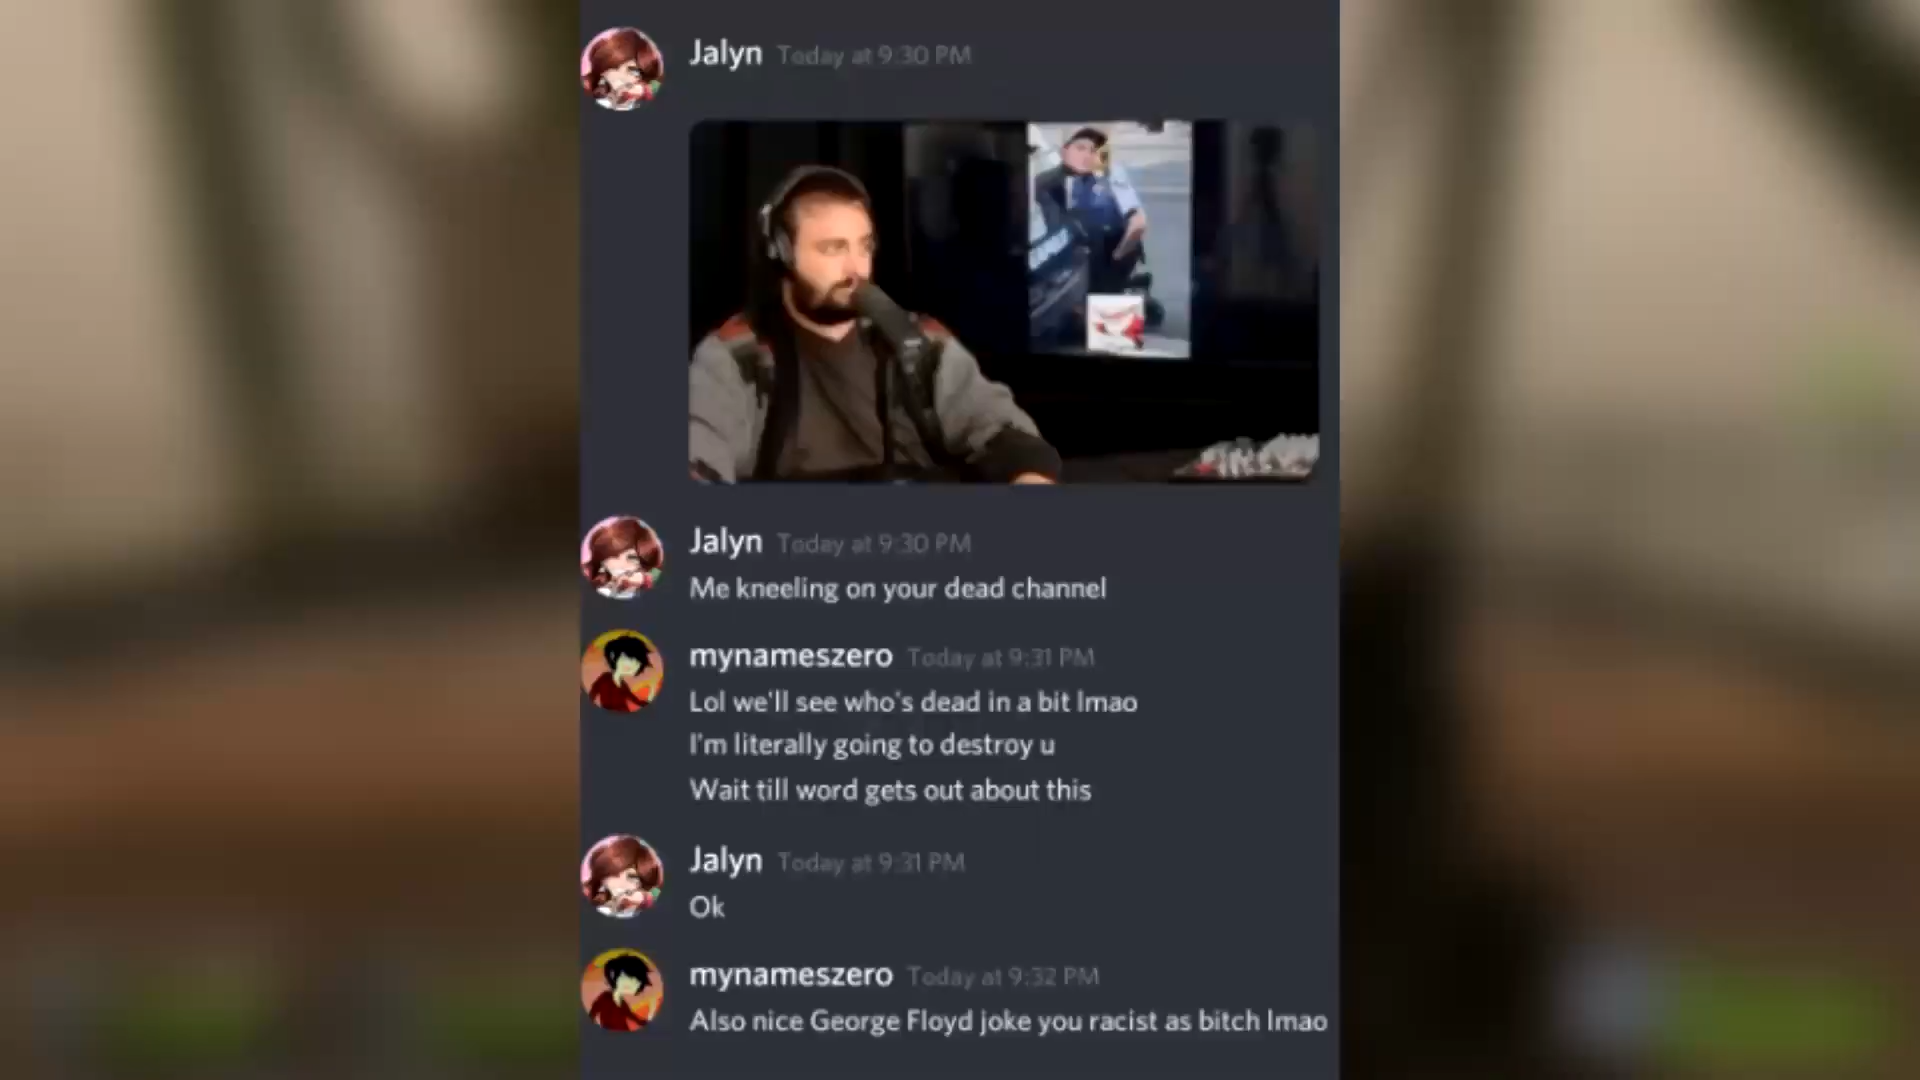 Jalyn Today at 9:30 PM
Jalyn Today at 9:30 PM
Me kneeling on your dead channel
mynameszero Today at 9:31 PM
Lol we'll see who's dead in a bit lmao
I'm literally going to destroy u
Wait till word gets out about this
Jalyn Today at 9:31 PM
Ok
mynameszero Today at 9:32 PM
Also nice George Floyd joke you racist as bitch lmao